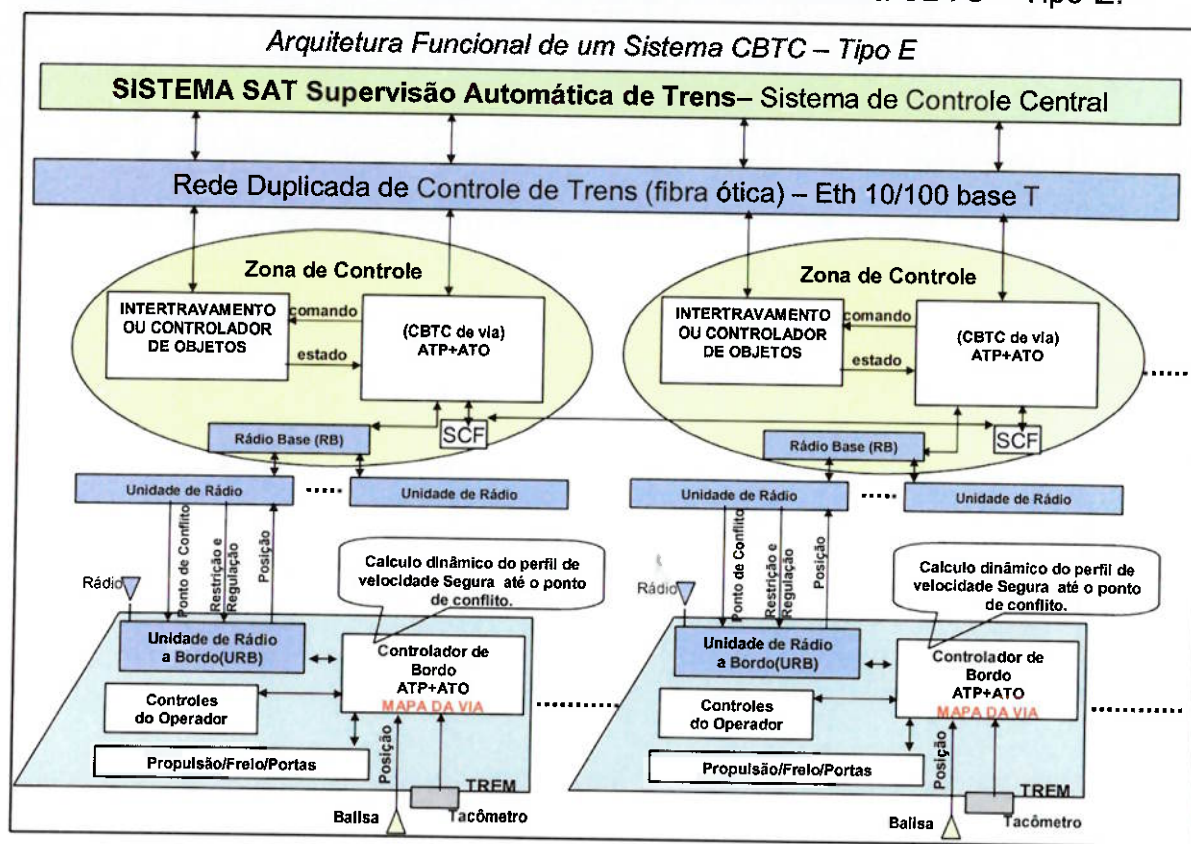 Tipo E.
Arquitetura Funcional de um Sistema CBTC – Tipo E
SISTEMA SAT Supervisão Automática de Trens– Sistema de Controle Central
Rede Duplicada de Controle de Trens (fibra ótica) – Eth 10/100 base T
Zona de Controle
INTERTRAVAMENTO
OU CONTROLADOR
DE OBJETOS
comando
estado
(CBTC de via)
ATP+ATO
Rádio Base (RB)
SCF
Unidade de Rádio
Unidade de Rádio
Ponto de Conflito
Restrição e
Regulação
Posição
Calculo dinâmico do perfil de
velocidade Segura até o ponto
de conflito.
Rádio
Unidade de Rádio
a Bordo(URB)
Controlador de
Bordo
ATP+ATO
MAPA DA VIA
Controles
do Operador
Propulsão/Freio/Portas
Posição
TREM
Balisa
Tacômetro
Zona de Controle
INTERTRAVAMENTO
OU CONTROLADOR
DE OBJETOS
comando
estado
(CBTC de via)
ATP+ATO
Rádio Base (RB)
SCF
Unidade de Rádio
Unidade de Rádio
Ponto de Conflito
Restrição e
Regulação
Posição
Calculo dinâmico do perfil de
velocidade Segura até o ponto
de conflito.
Rádio
Unidade de Rádio
a Bordo(URB)
Controlador de
Bordo
ATP+ATO
MAPA DA VIA
Controles
do Operador
Propulsão/Freio/Portas
Posição
TREM
Balisa
Tacômetro